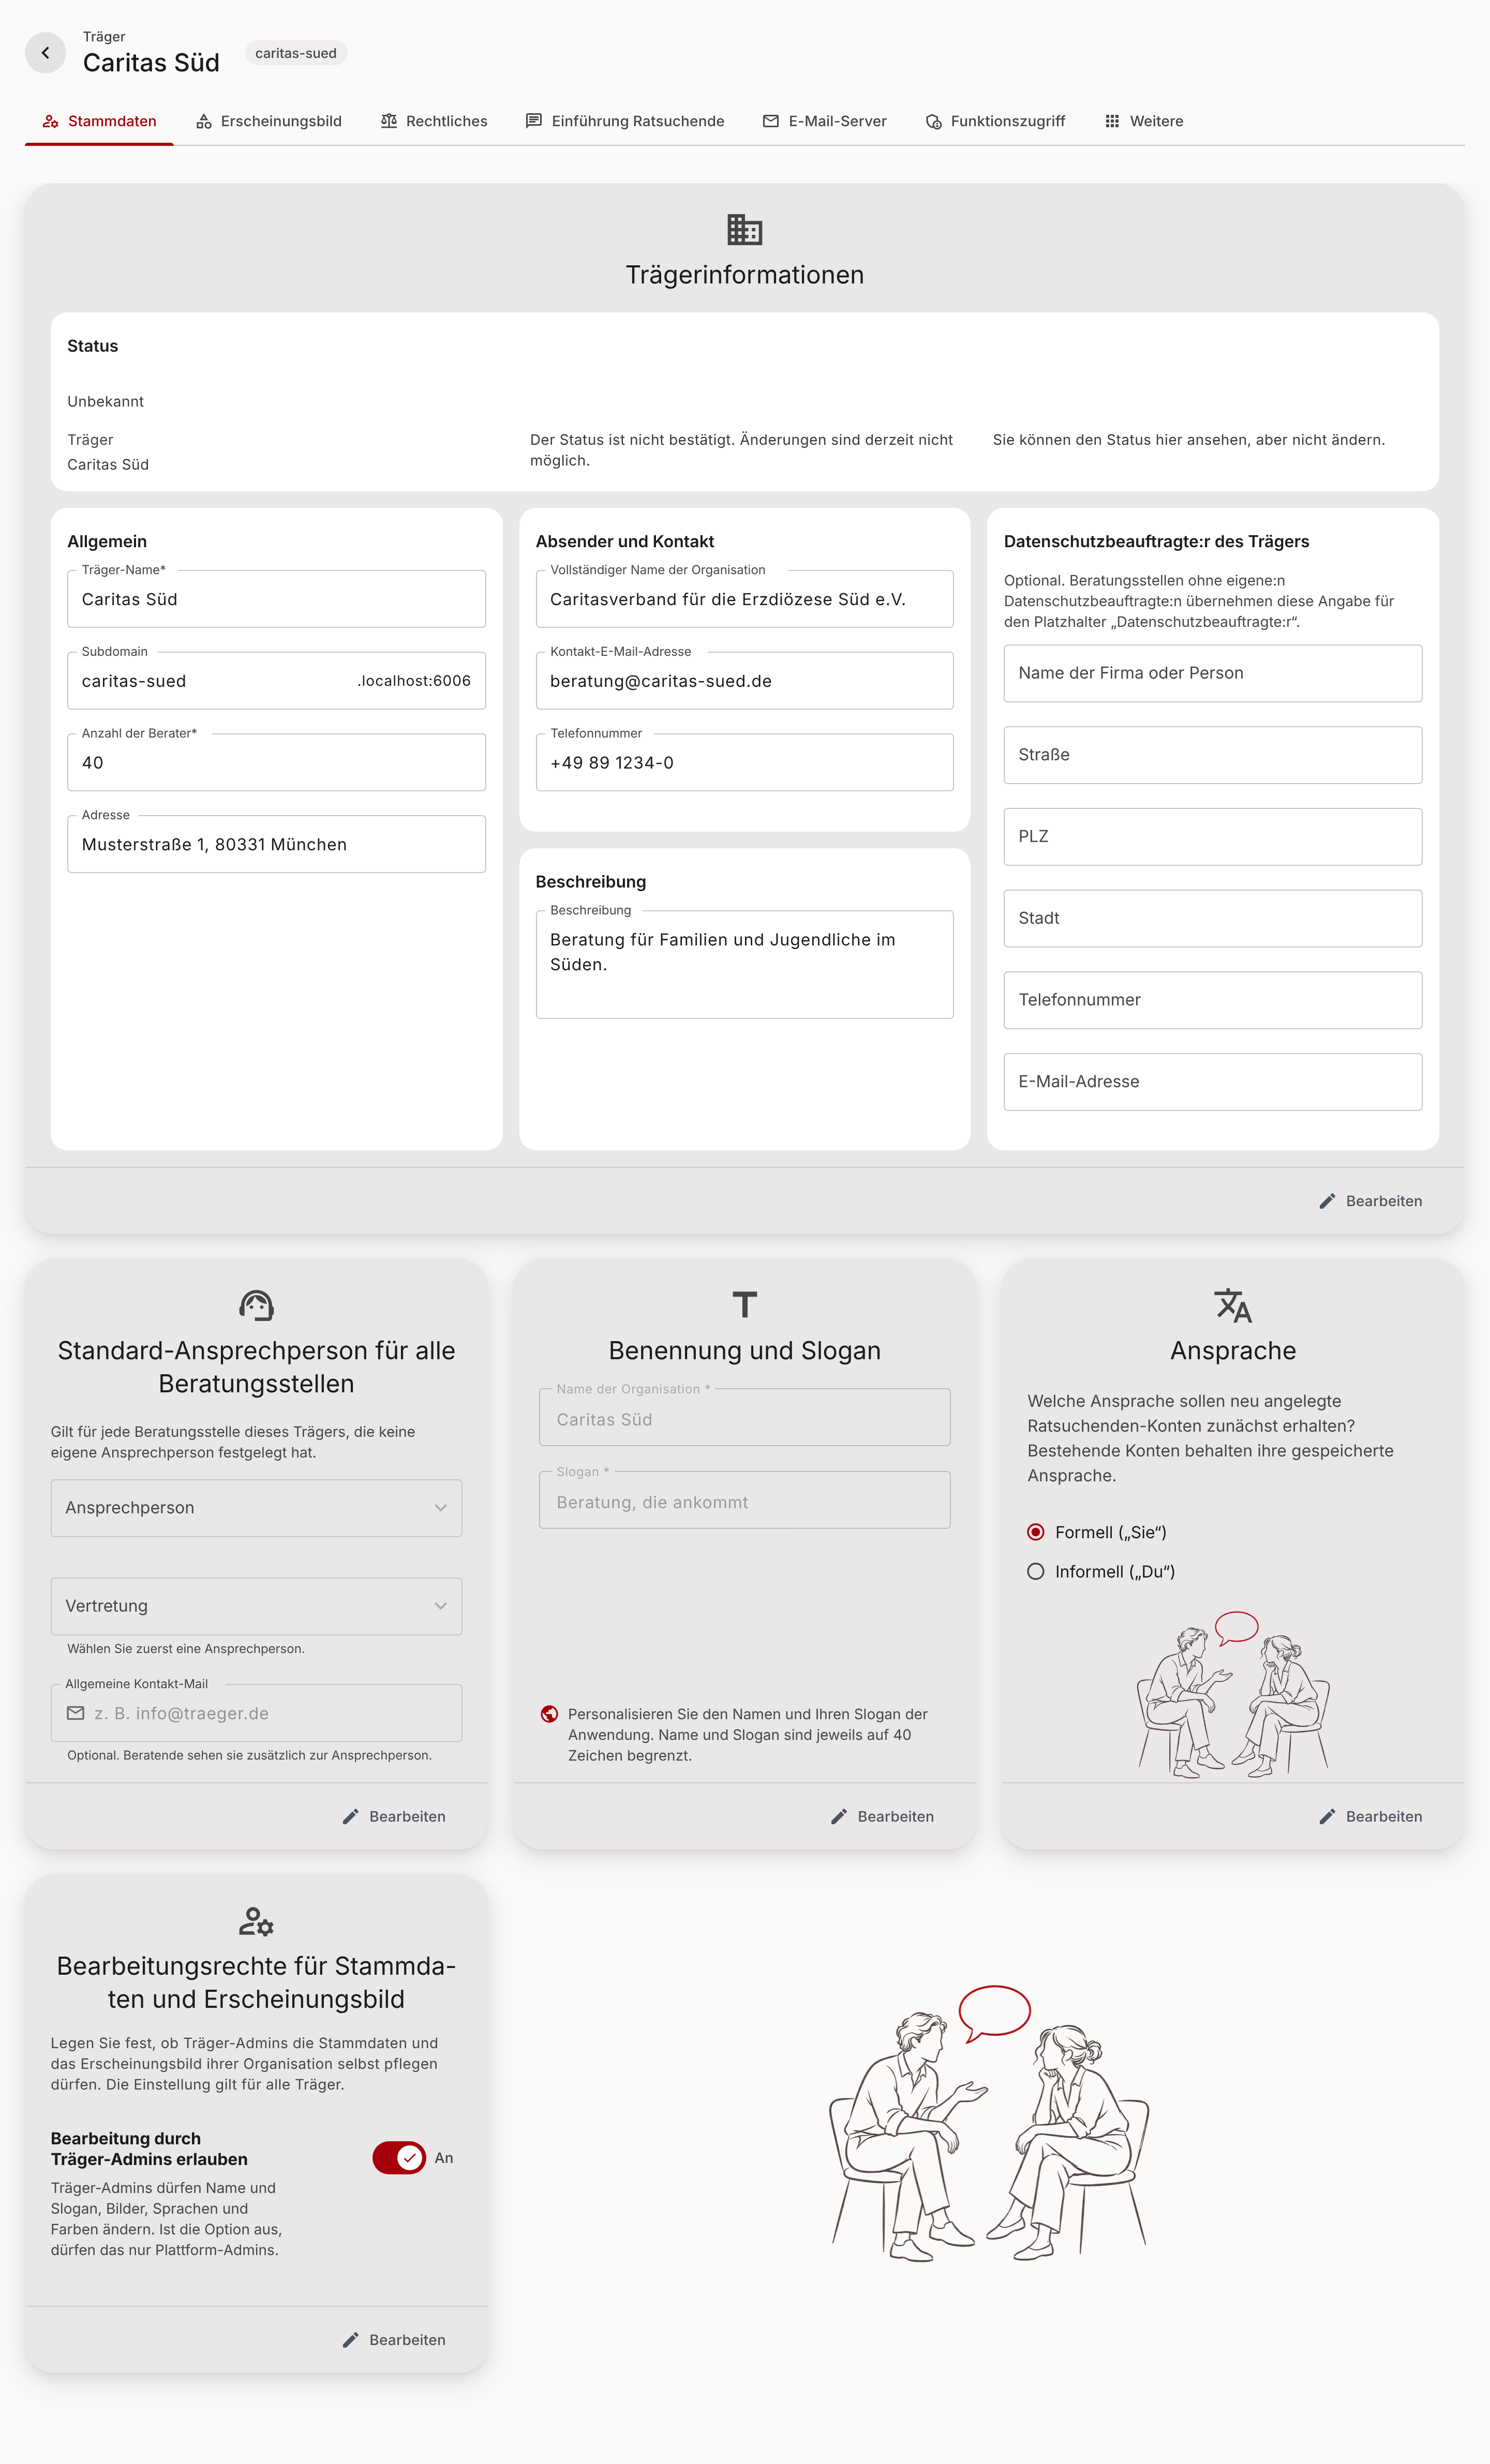 Träger
Caritas Süd
caritas-sued
Stammdaten
Erscheinungsbild
Rechtliches
Einführung Ratsuchende
E-Mail-Server
Funktionszugriff
Weitere
Trägerinformationen
Status
Unbekannt
Träger
Caritas Süd
Der Status ist nicht bestätigt. Änderungen sind derzeit nicht
möglich.
Sie können den Status hier ansehen, aber nicht ändern.
Allgemein
Träger-Name*
Caritas Süd
Subdomain
caritas-sued
.localhost:6006
Anzahl der Berater*
40
Adresse
Musterstraße 1, 80331 München
Absender und Kontakt
Vollständiger Name der Organisation
Caritasverband für die Erzdiözese Süd e.V.
Kontakt-E-Mail-Adresse
beratung@caritas-sued.de
Telefonnummer
+49 89 1234-0
Beschreibung
Beschreibung
Beratung für Familien und Jugendliche im
Süden.
Datenschutzbeauftragte:r des Trägers
Optional. Beratungsstellen ohne eigene:n
Datenschutzbeauftragte:n übernehmen diese Angabe für
den Platzhalter „Datenschutzbeauftragte:r“.
Name der Firma oder Person
Straße
PLZ
Stadt
Telefonnummer
E-Mail-Adresse
Bearbeiten
Standard-Ansprechperson für alle
Beratungsstellen
Gilt für jede Beratungsstelle dieses Trägers, die keine
eigene Ansprechperson festgelegt hat.
Ansprechperson
Vertretung
Wählen Sie zuerst eine Ansprechperson.
Allgemeine Kontakt-Mail
z. B. info@traeger.de
Optional. Beratende sehen sie zusätzlich zur Ansprechperson.
Bearbeiten
Benennung und Slogan
Name der Organisation *
Caritas Süd
Slogan *
Beratung, die ankommt
Personalisieren Sie den Namen und Ihren Slogan der
Anwendung. Name und Slogan sind jeweils auf 40
Zeichen begrenzt.
Bearbeiten
Ansprache
Welche Ansprache sollen neu angelegte
Ratsuchenden-Konten zunächst erhalten?
Bestehende Konten behalten ihre gespeicherte
Ansprache.
Formell („Sie“)
Informell („Du“)
Bearbeiten
Bearbeitungsrechte für Stammda-
ten und Erscheinungsbild
Legen Sie fest, ob Träger-Admins die Stammdaten und
das Erscheinungsbild ihrer Organisation selbst pflegen
dürfen. Die Einstellung gilt für alle Träger.
Bearbeitung durch
Träger-Admins erlauben
An
Träger-Admins dürfen Name und
Slogan, Bilder, Sprachen und
Farben ändern. Ist die Option aus,
dürfen das nur Plattform-Admins.
Bearbeiten